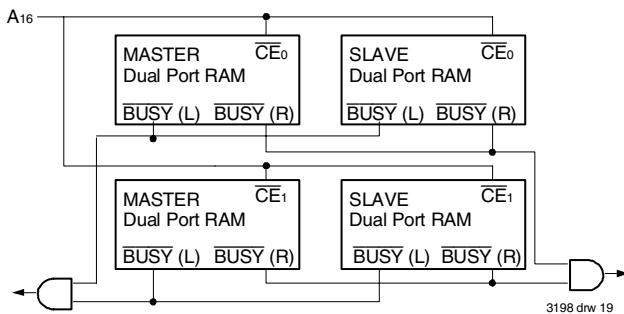 A16
MASTER CE0
Dual Port RAM
BUSY (L) BUSY (R)
SLAVE CE0
Dual Port RAM
BUSY (L) BUSY (R)
MASTER CE1
Dual Port RAM
BUSY (L) BUSY (R)
SLAVE CE1
Dual Port RAM
BUSY (L) BUSY (R)
3198 drw 19